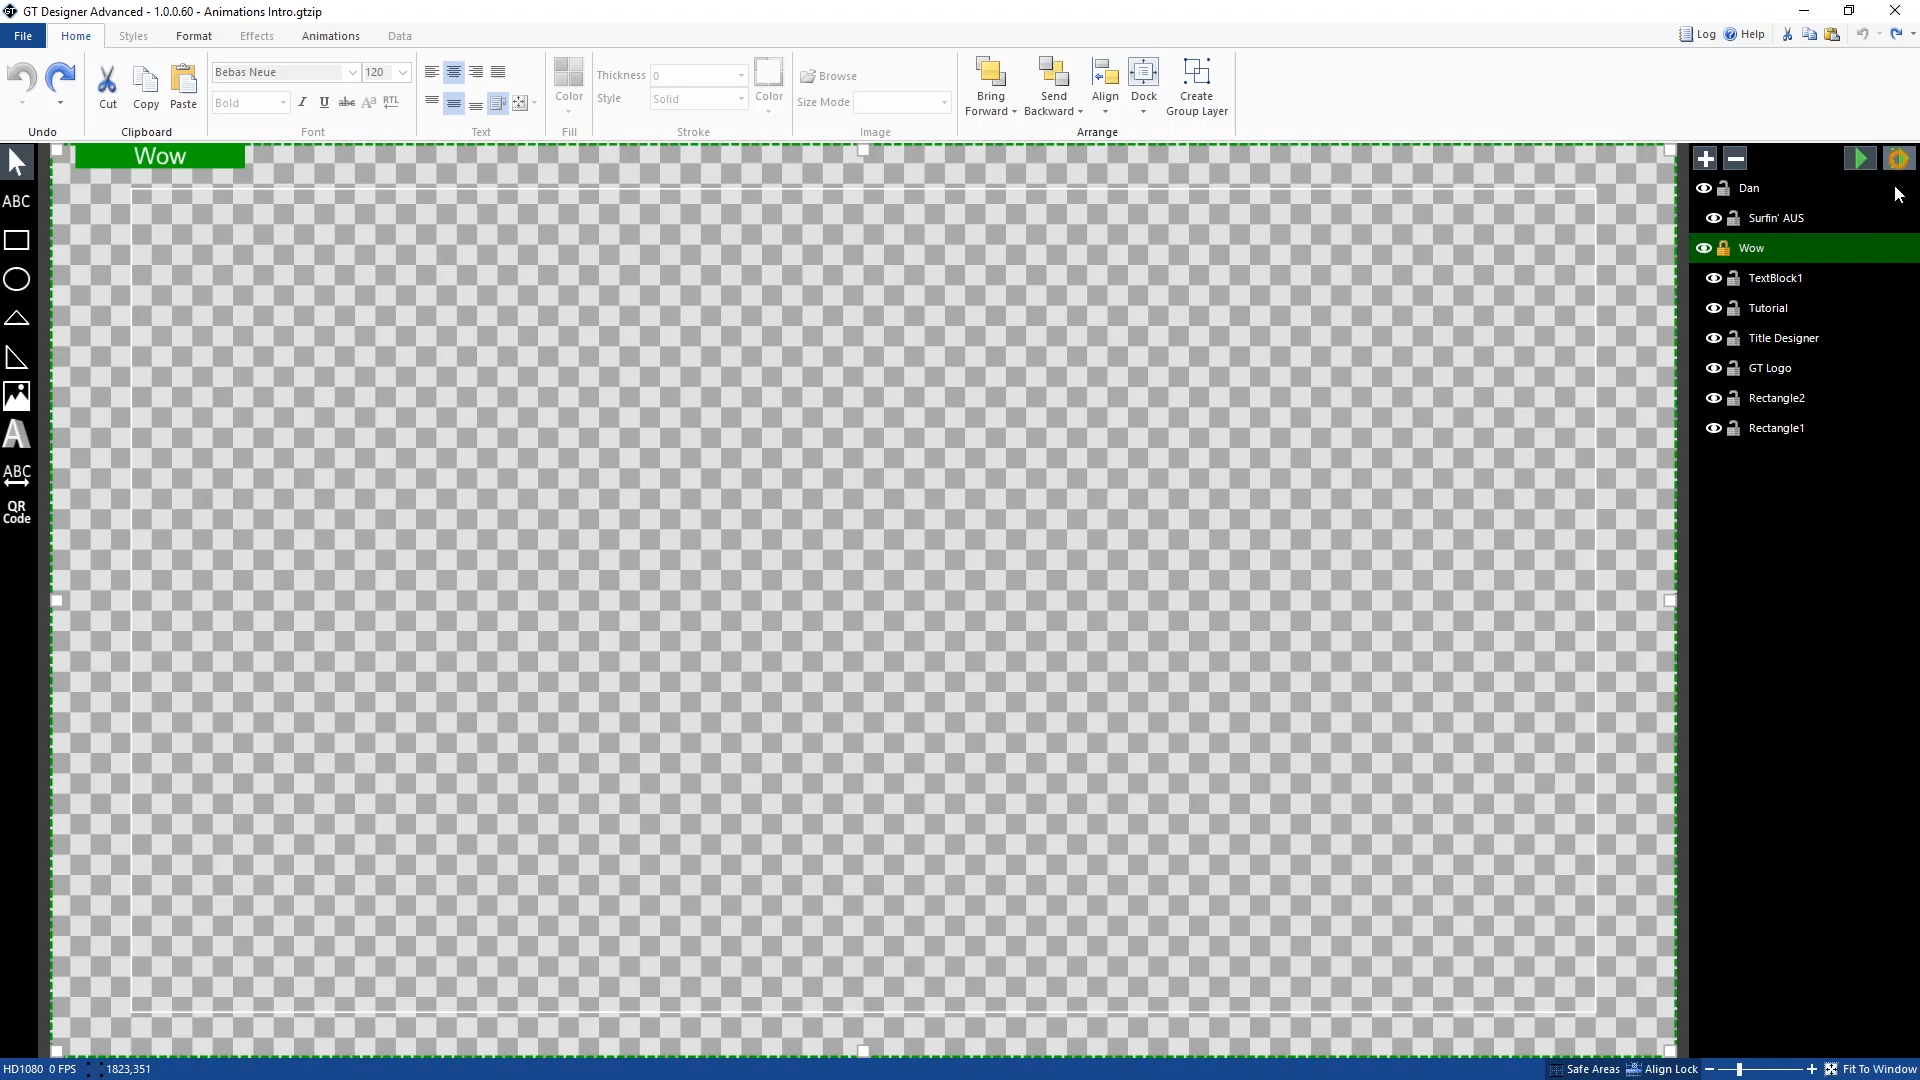 GT Designer Advanced - 1.0.0.60 - Animations Intro.gtzip
File Home Styles Format Effects Animations Data
Log Help
Cut Copy Paste
Bebas Neue 120
Bold I U abc Aa RTL
Color
Thickness 0
Style Solid
Color
Browse
Size Mode
Bring Forward
Send Backward
Align
Dock
Create Group Layer
Undo Clipboard Font Text Fill Stroke Image Arrange
Wow
ABC
A
ABC
QR
Code
Dan
Surfin' AUS
Wow
TextBlock1
Tutorial
Title Designer
GT Logo
Rectangle2
Rectangle1
HD1080 0 FPS 1823,351
Safe Areas Align Lock Fit To Window